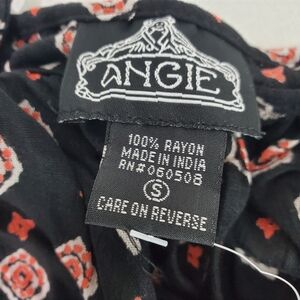 ANGIE
100% RAYON
MADE IN INDIA
RN# 060508
S
CARE ON REVERSE